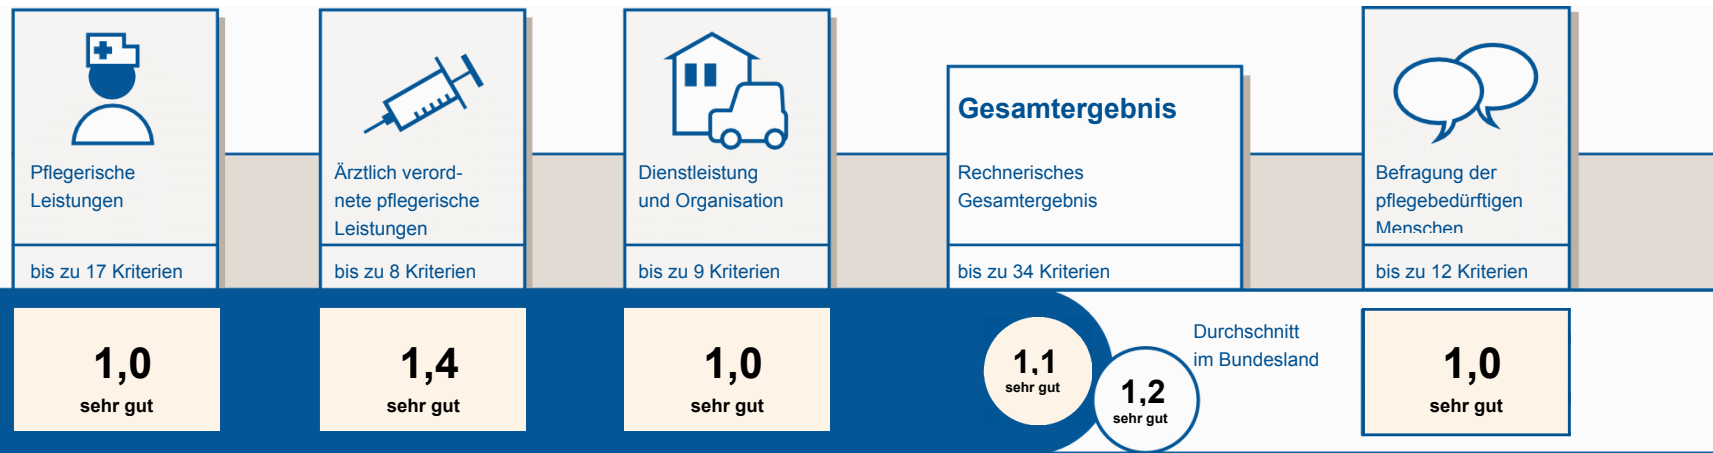 Pflegerische
Leistungen
bis zu 17 Kriterien
1,0
sehr gut
Ärztlich verord-
nete pflegerische
Leistungen
bis zu 8 Kriterien
1,4
sehr gut
Dienstleistung
und Organisation
bis zu 9 Kriterien
1,0
sehr gut
Gesamtergebnis
Rechnerisches
Gesamtergebnis
bis zu 34 Kriterien
1,1
sehr gut
1,2
sehr gut
Durchschnitt
im Bundesland
Befragung der
pflegebedürftigen
Menschen
bis zu 12 Kriterien
1,0
sehr gut